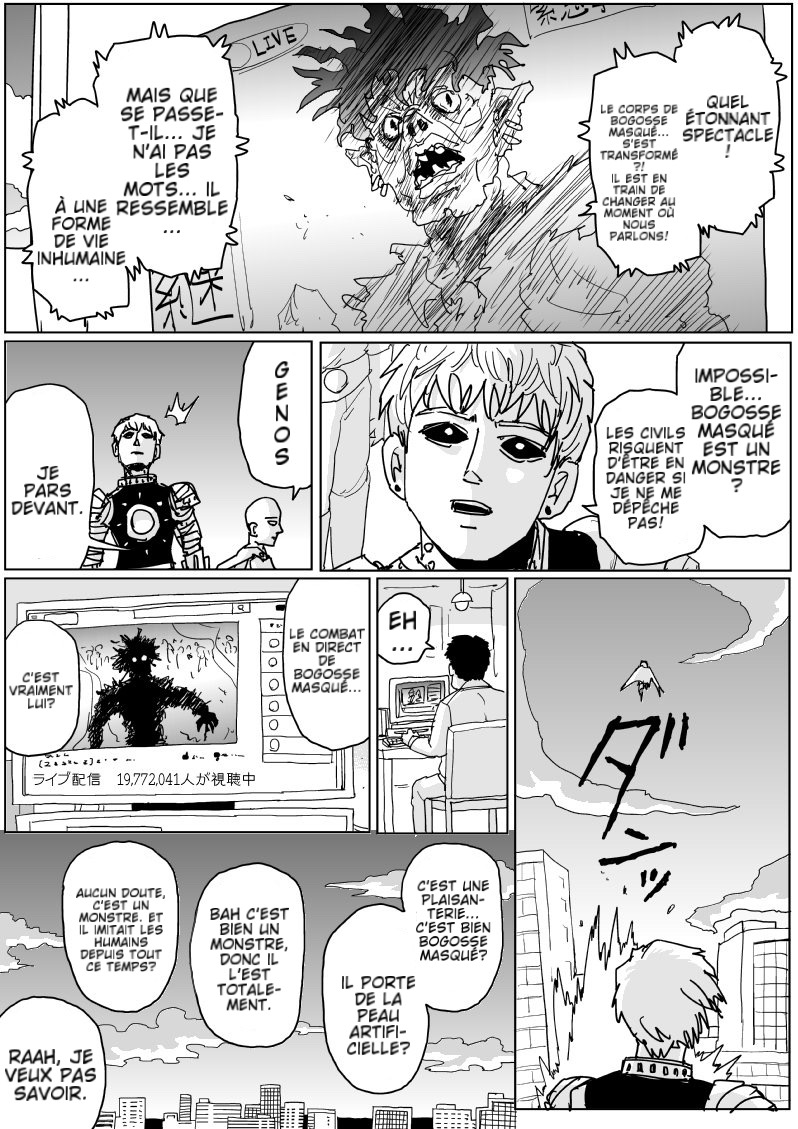 LIVE
QUEL
ÉTONNANT
SPECTACLE
!
LE CORPS DE
BOGOSSE
MASQUÉ...
S'EST
TRANSFORMÉ
?!
IL EST EN
TRAIN DE
CHANGER AU
MOMENT OÙ
NOUS
PARLONS!
MAIS QUE
SE PASSE-
T-IL... JE
N'AI PAS
LES
MOTS... IL
RESSEMBLE
...
À UNE
FORME
DE VIE
INHUMAINE
...
IMPOSSI-
BLE...
BOGOSSE
MASQUÉ
EST UN
MONSTRE
?
LES CIVILS
RISQUENT
D'ÊTRE EN
DANGER SI
JE NE ME
DÉPÊCHE
PAS!
GENOS
JE
PARS
DEVANT.
ダンッ
EH
...
LE COMBAT
EN DIRECT
DE
BOGOSSE
MASQUÉ...
C'EST
VRAIMENT
LUI?
ライブ配信 19,772,041人が視聴中
C'EST UNE
PLAISAN-
TERIE...
C'EST BIEN
BOGOSSE
MASQUÉ?
IL PORTE
DE LA
PEAU
ARTIFI-
CIELLE?
BAH C'EST
BIEN UN
MONSTRE,
DONC IL
L'EST
TOTALE-
MENT.
AUCUN DOUTE,
C'EST UN
MONSTRE. ET
IL IMITAIT LES
HUMAINS
DEPUIS TOUT
CE TEMPS?
RAAH, JE
VEUX PAS
SAVOIR.